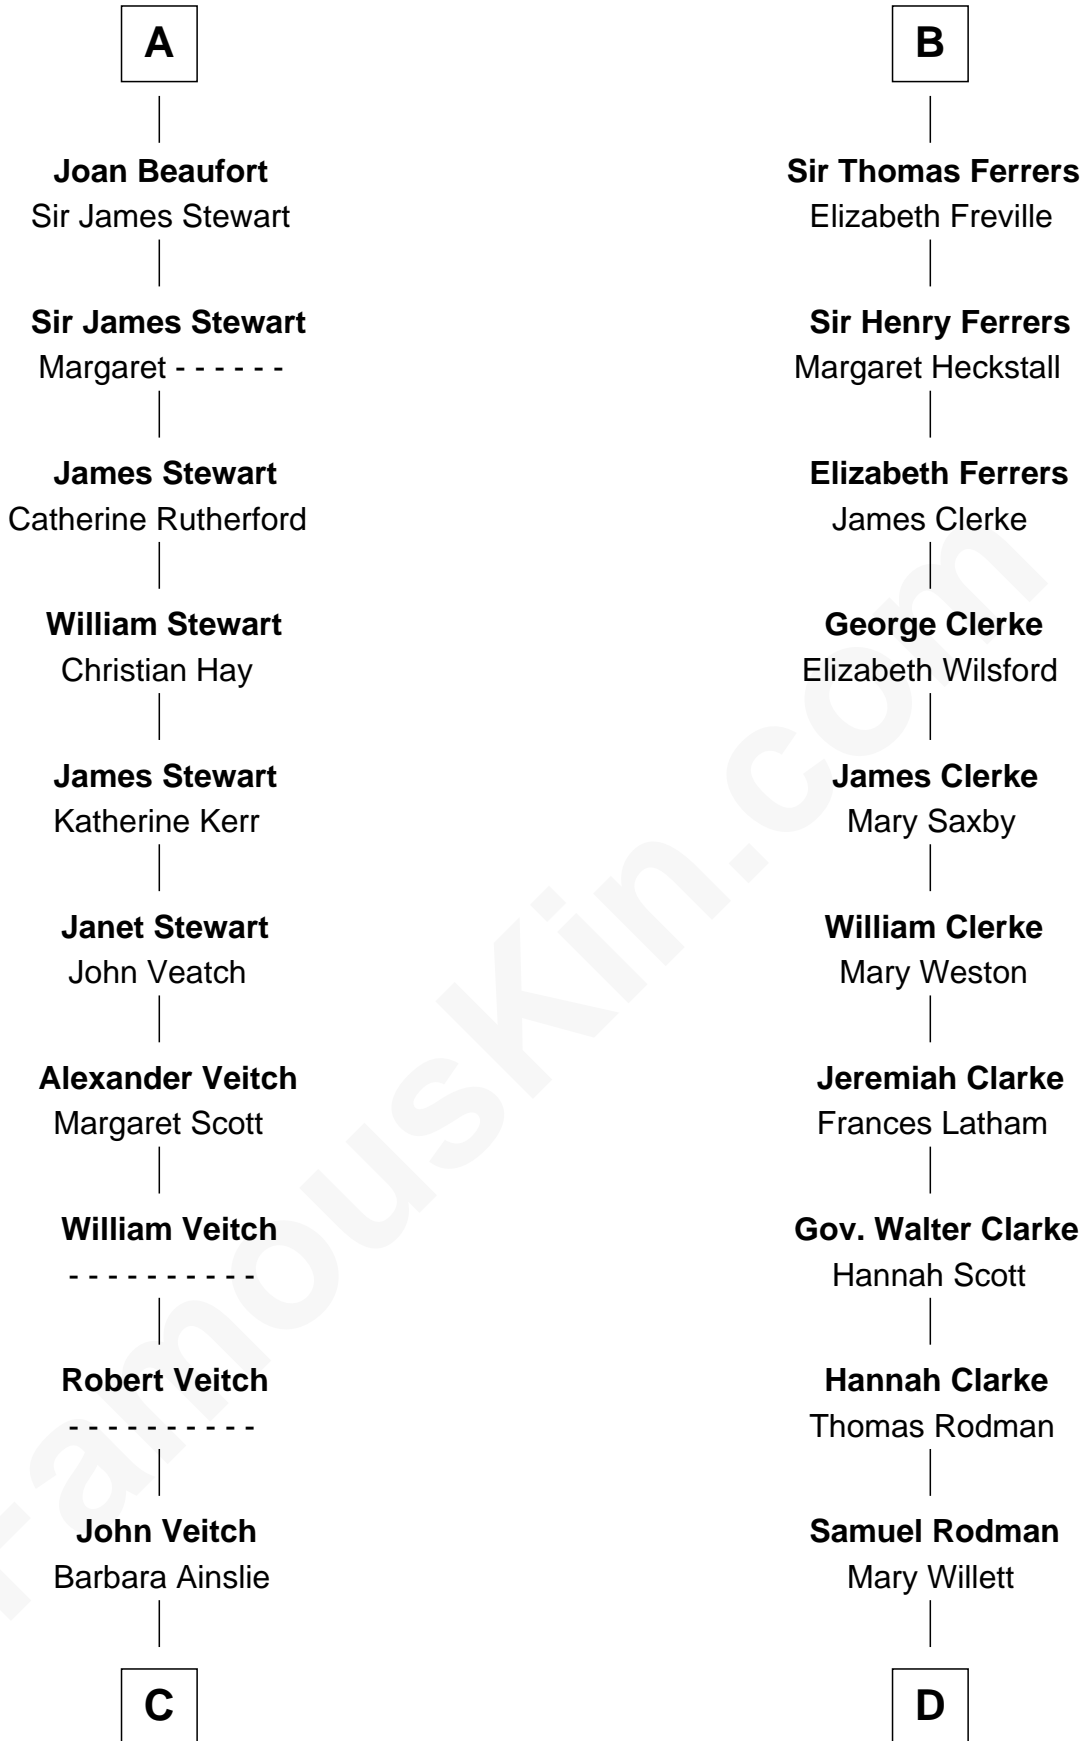 A
Joan Beaufort
Sir James Stewart
Sir James Stewart
Margaret - - - - - -
James Stewart
Catherine Rutherford
William Stewart
Christian Hay
James Stewart
Katherine Kerr
Janet Stewart
John Veatch
Alexander Veitch
Margaret Scott
William Veitch
- - - - - - - - - -
Robert Veitch
- - - - - - - - - -
John Veitch
Barbara Ainslie
C
B
Sir Thomas Ferrers
Elizabeth Freville
Sir Henry Ferrers
Margaret Heckstall
Elizabeth Ferrers
James Clerke
George Clerke
Elizabeth Wilsford
James Clerke
Mary Saxby
William Clerke
Mary Weston
Jeremiah Clarke
Frances Latham
Gov. Walter Clarke
Hannah Scott
Hannah Clarke
Thomas Rodman
Samuel Rodman
Mary Willett
D
FamousKin.com